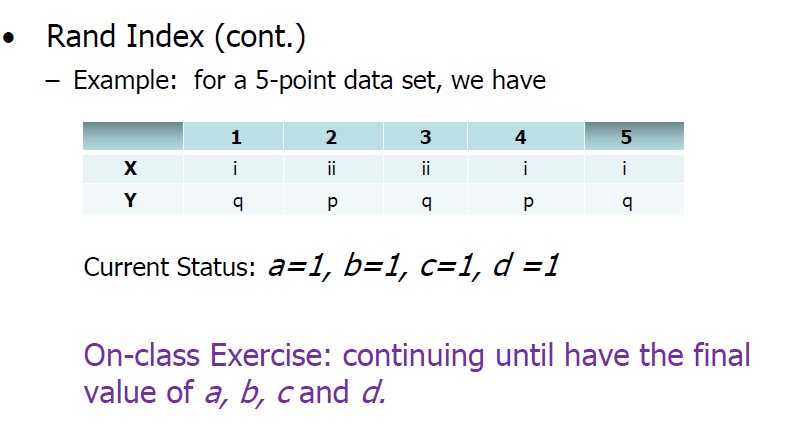 • Rand Index (cont.)
– Example: for a 5-point data set, we have
1 2 3 4 5
X i ii ii i i
Y q p q p q
Current Status: a=1, b=1, c=1, d =1
On-class Exercise: continuing until have the final
value of a, b, c and d.